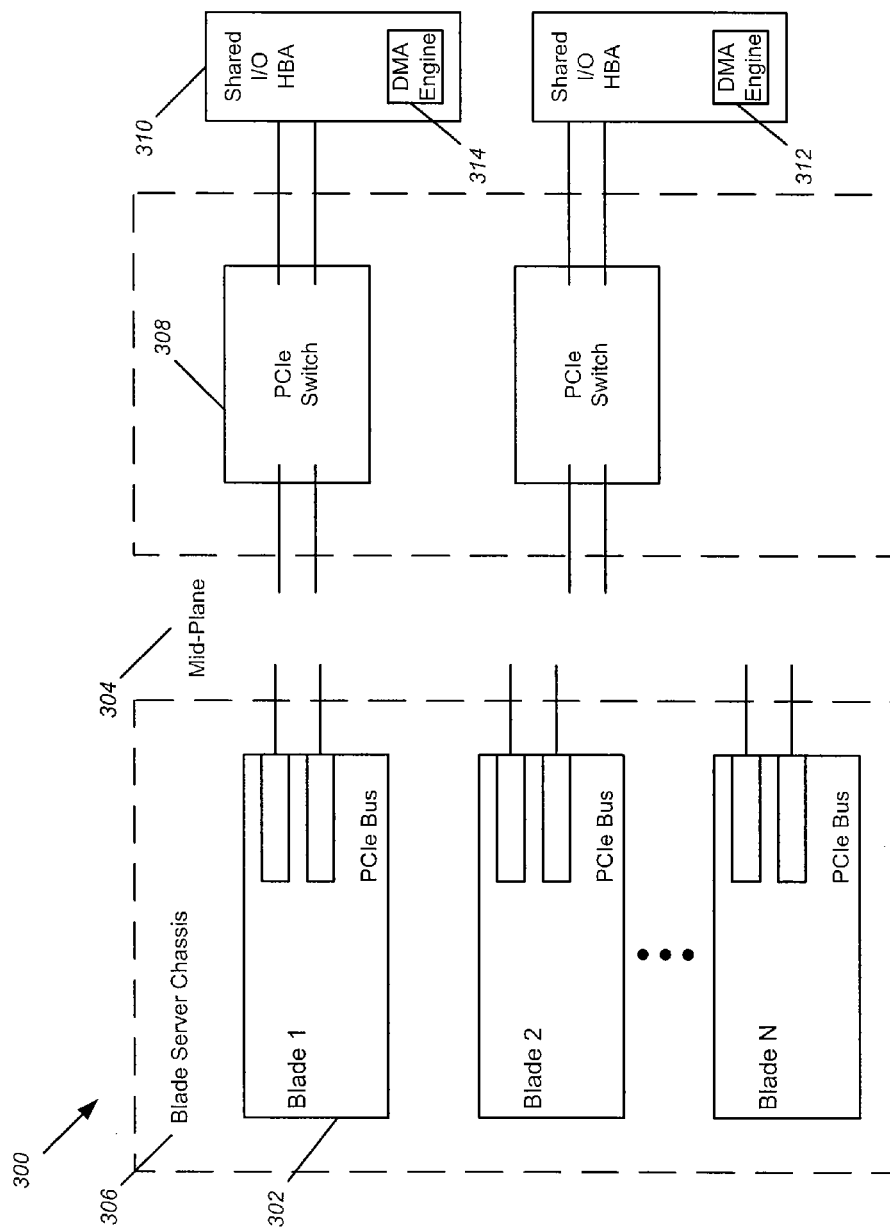 300
306
Blade Server Chassis
304
Mid-Plane
302
Blade 1
PCIe Bus
308
PCIe
Switch
310
Shared
I/O
HBA
DMA
Engine
314
Blade 2
PCIe Bus
PCIe
Switch
Shared
I/O
HBA
DMA
Engine
312
Blade N
PCIe Bus